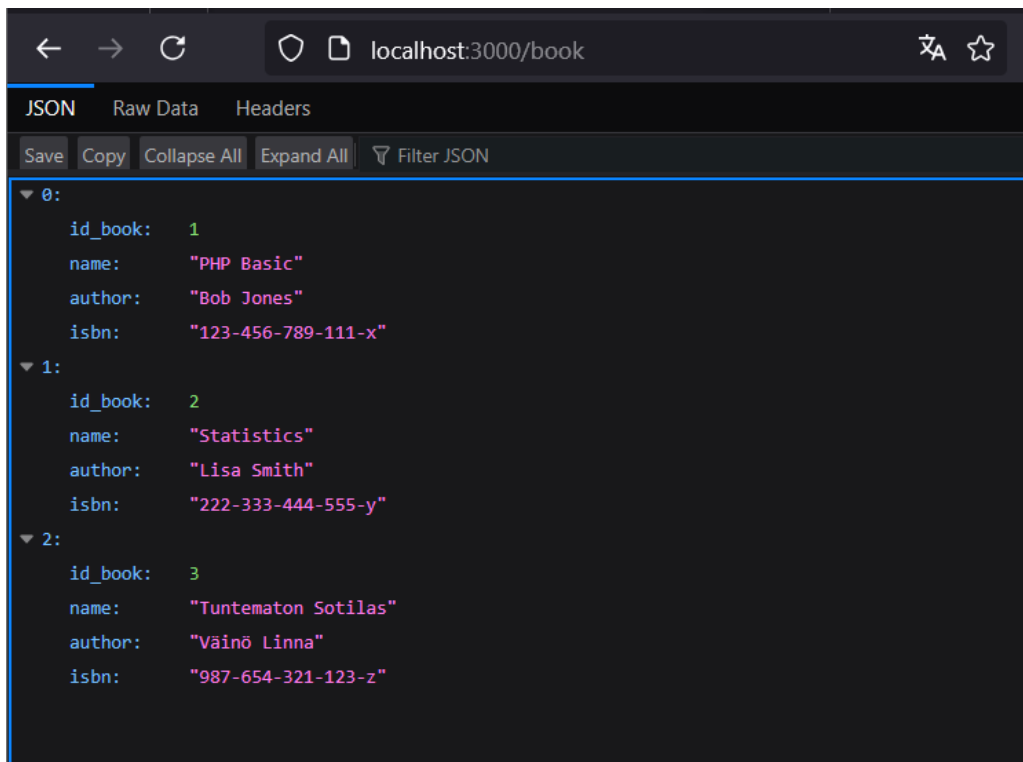 localhost:3000/book
JSON Raw Data Headers
Save Copy Collapse All Expand All Filter JSON
0:
id_book: 1
name: "PHP Basic"
author: "Bob Jones"
isbn: "123-456-789-111-x"
1:
id_book: 2
name: "Statistics"
author: "Lisa Smith"
isbn: "222-333-444-555-y"
2:
id_book: 3
name: "Tuntematon Sotilas"
author: "Väinö Linna"
isbn: "987-654-321-123-z"